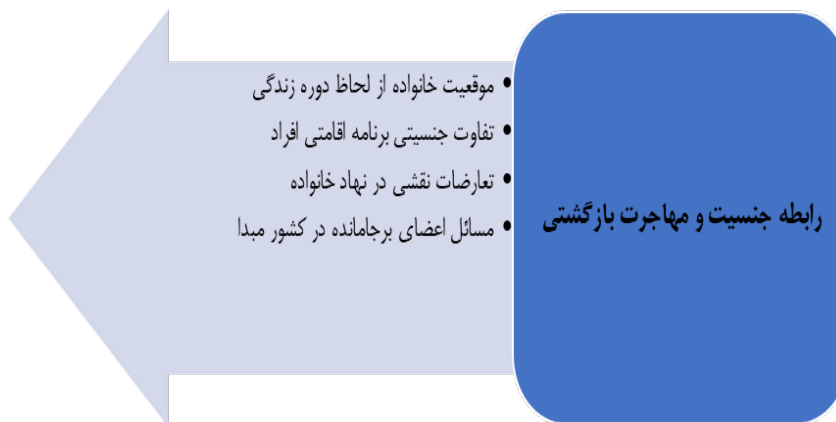 رابطه جنسیت و مهاجرت بازگشتی
• موقعیت خانواده از لحاظ دوره زندگی
• تفاوت جنسیتی برنامه اقامتی افراد
• تعارضات نقشی در نهاد خانواده
• مسائل اعضای برجامانده در کشور مبدا